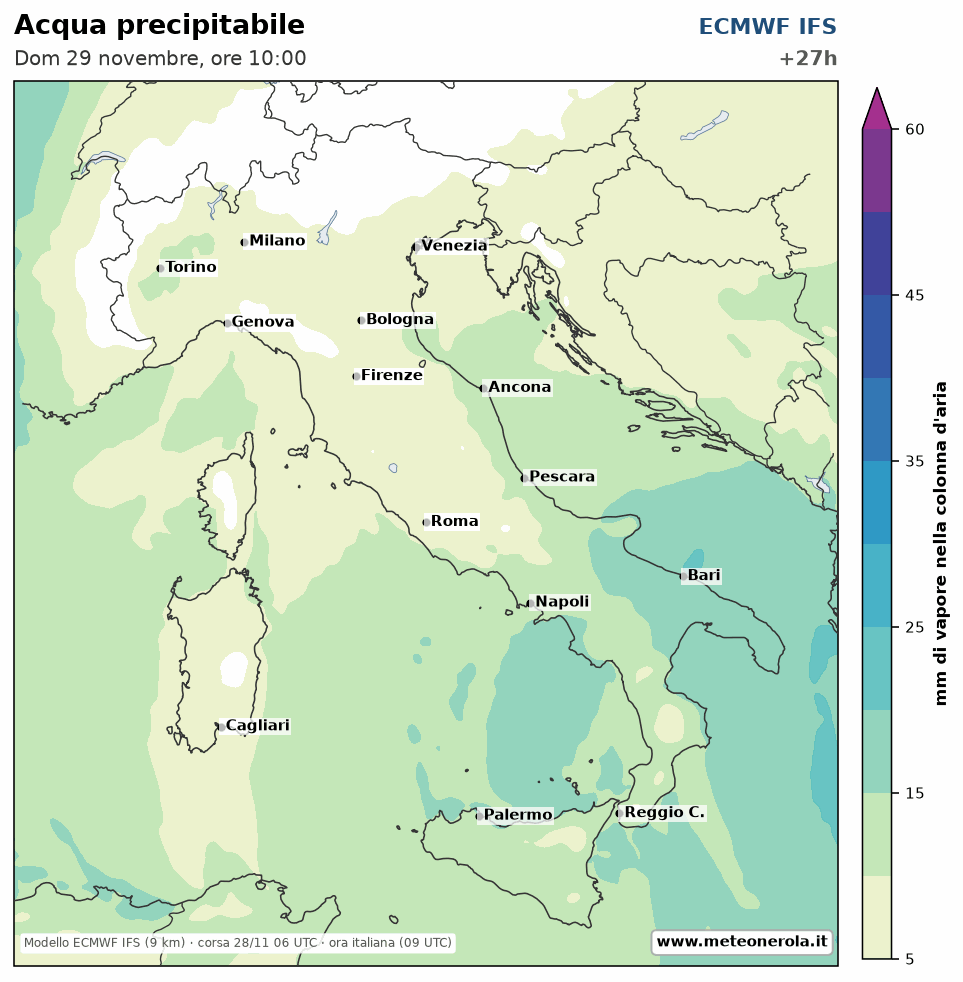 Acqua precipitabile
ECMWF IFS
Dom 29 novembre, ore 10:00
+27h
60
45
35
25
15
5
mm di vapore nella colonna d'aria
Milano
Venezia
Torino
Genova
Bologna
Firenze
Ancona
Pescara
Roma
Bari
Napoli
Cagliari
Palermo
Reggio C.
Modello ECMWF IFS (9 km) · corsa 28/11 06 UTC · ora italiana (09 UTC)
www.meteonerola.it